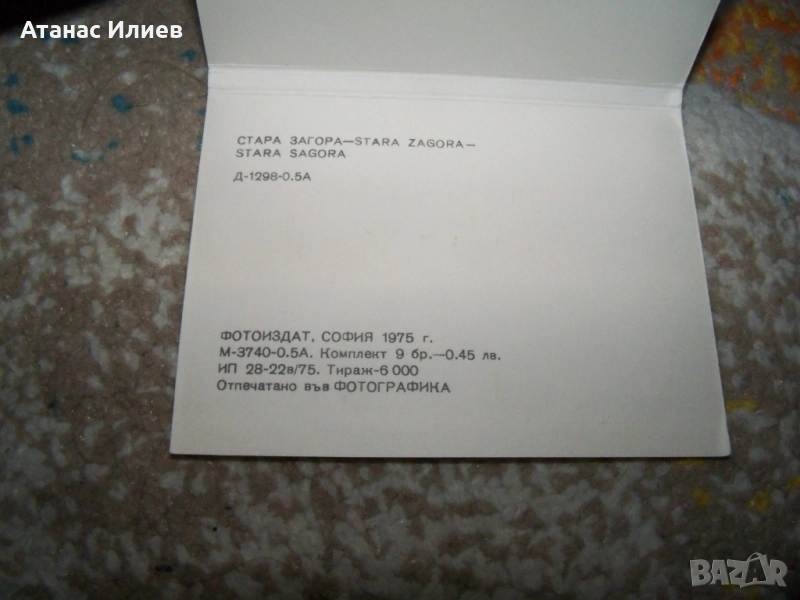 Атанас Илиев
СТАРА ЗАГОРА—STARA ZAGORA—
STARA SAGORA
Д-1298-0.5А
ФОТОИЗДАТ, СОФИЯ 1975 г.
М-3740-0.5А. Комплект 9 бр.—0.45 лв.
ИП 28-22в/75. Тираж-6 000
Отпечатано във ФОТОГРАФИКА
BAZAR